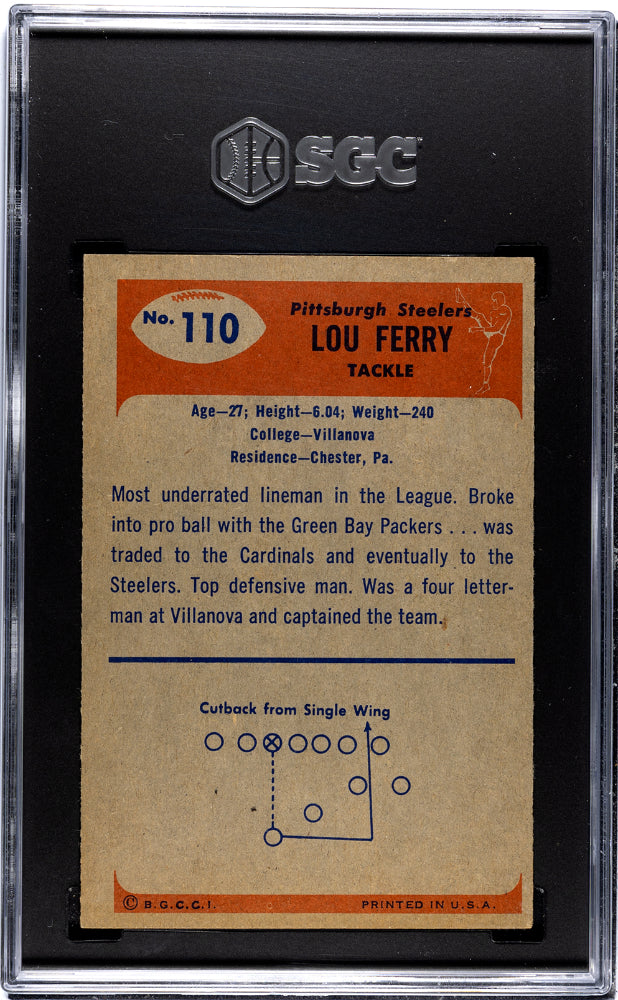 SGC
No. 110
Pittsburgh Steelers
LOU FERRY
TACKLE
Age—27; Height—6.04; Weight—240
College—Villanova
Residence—Chester, Pa.
Most underrated lineman in the League. Broke
into pro ball with the Green Bay Packers . . . was
traded to the Cardinals and eventually to the
Steelers. Top defensive man. Was a four letter-
man at Villanova and captained the team.
Cutback from Single Wing
© B.G.C.C.I.
PRINTED IN U.S.A.